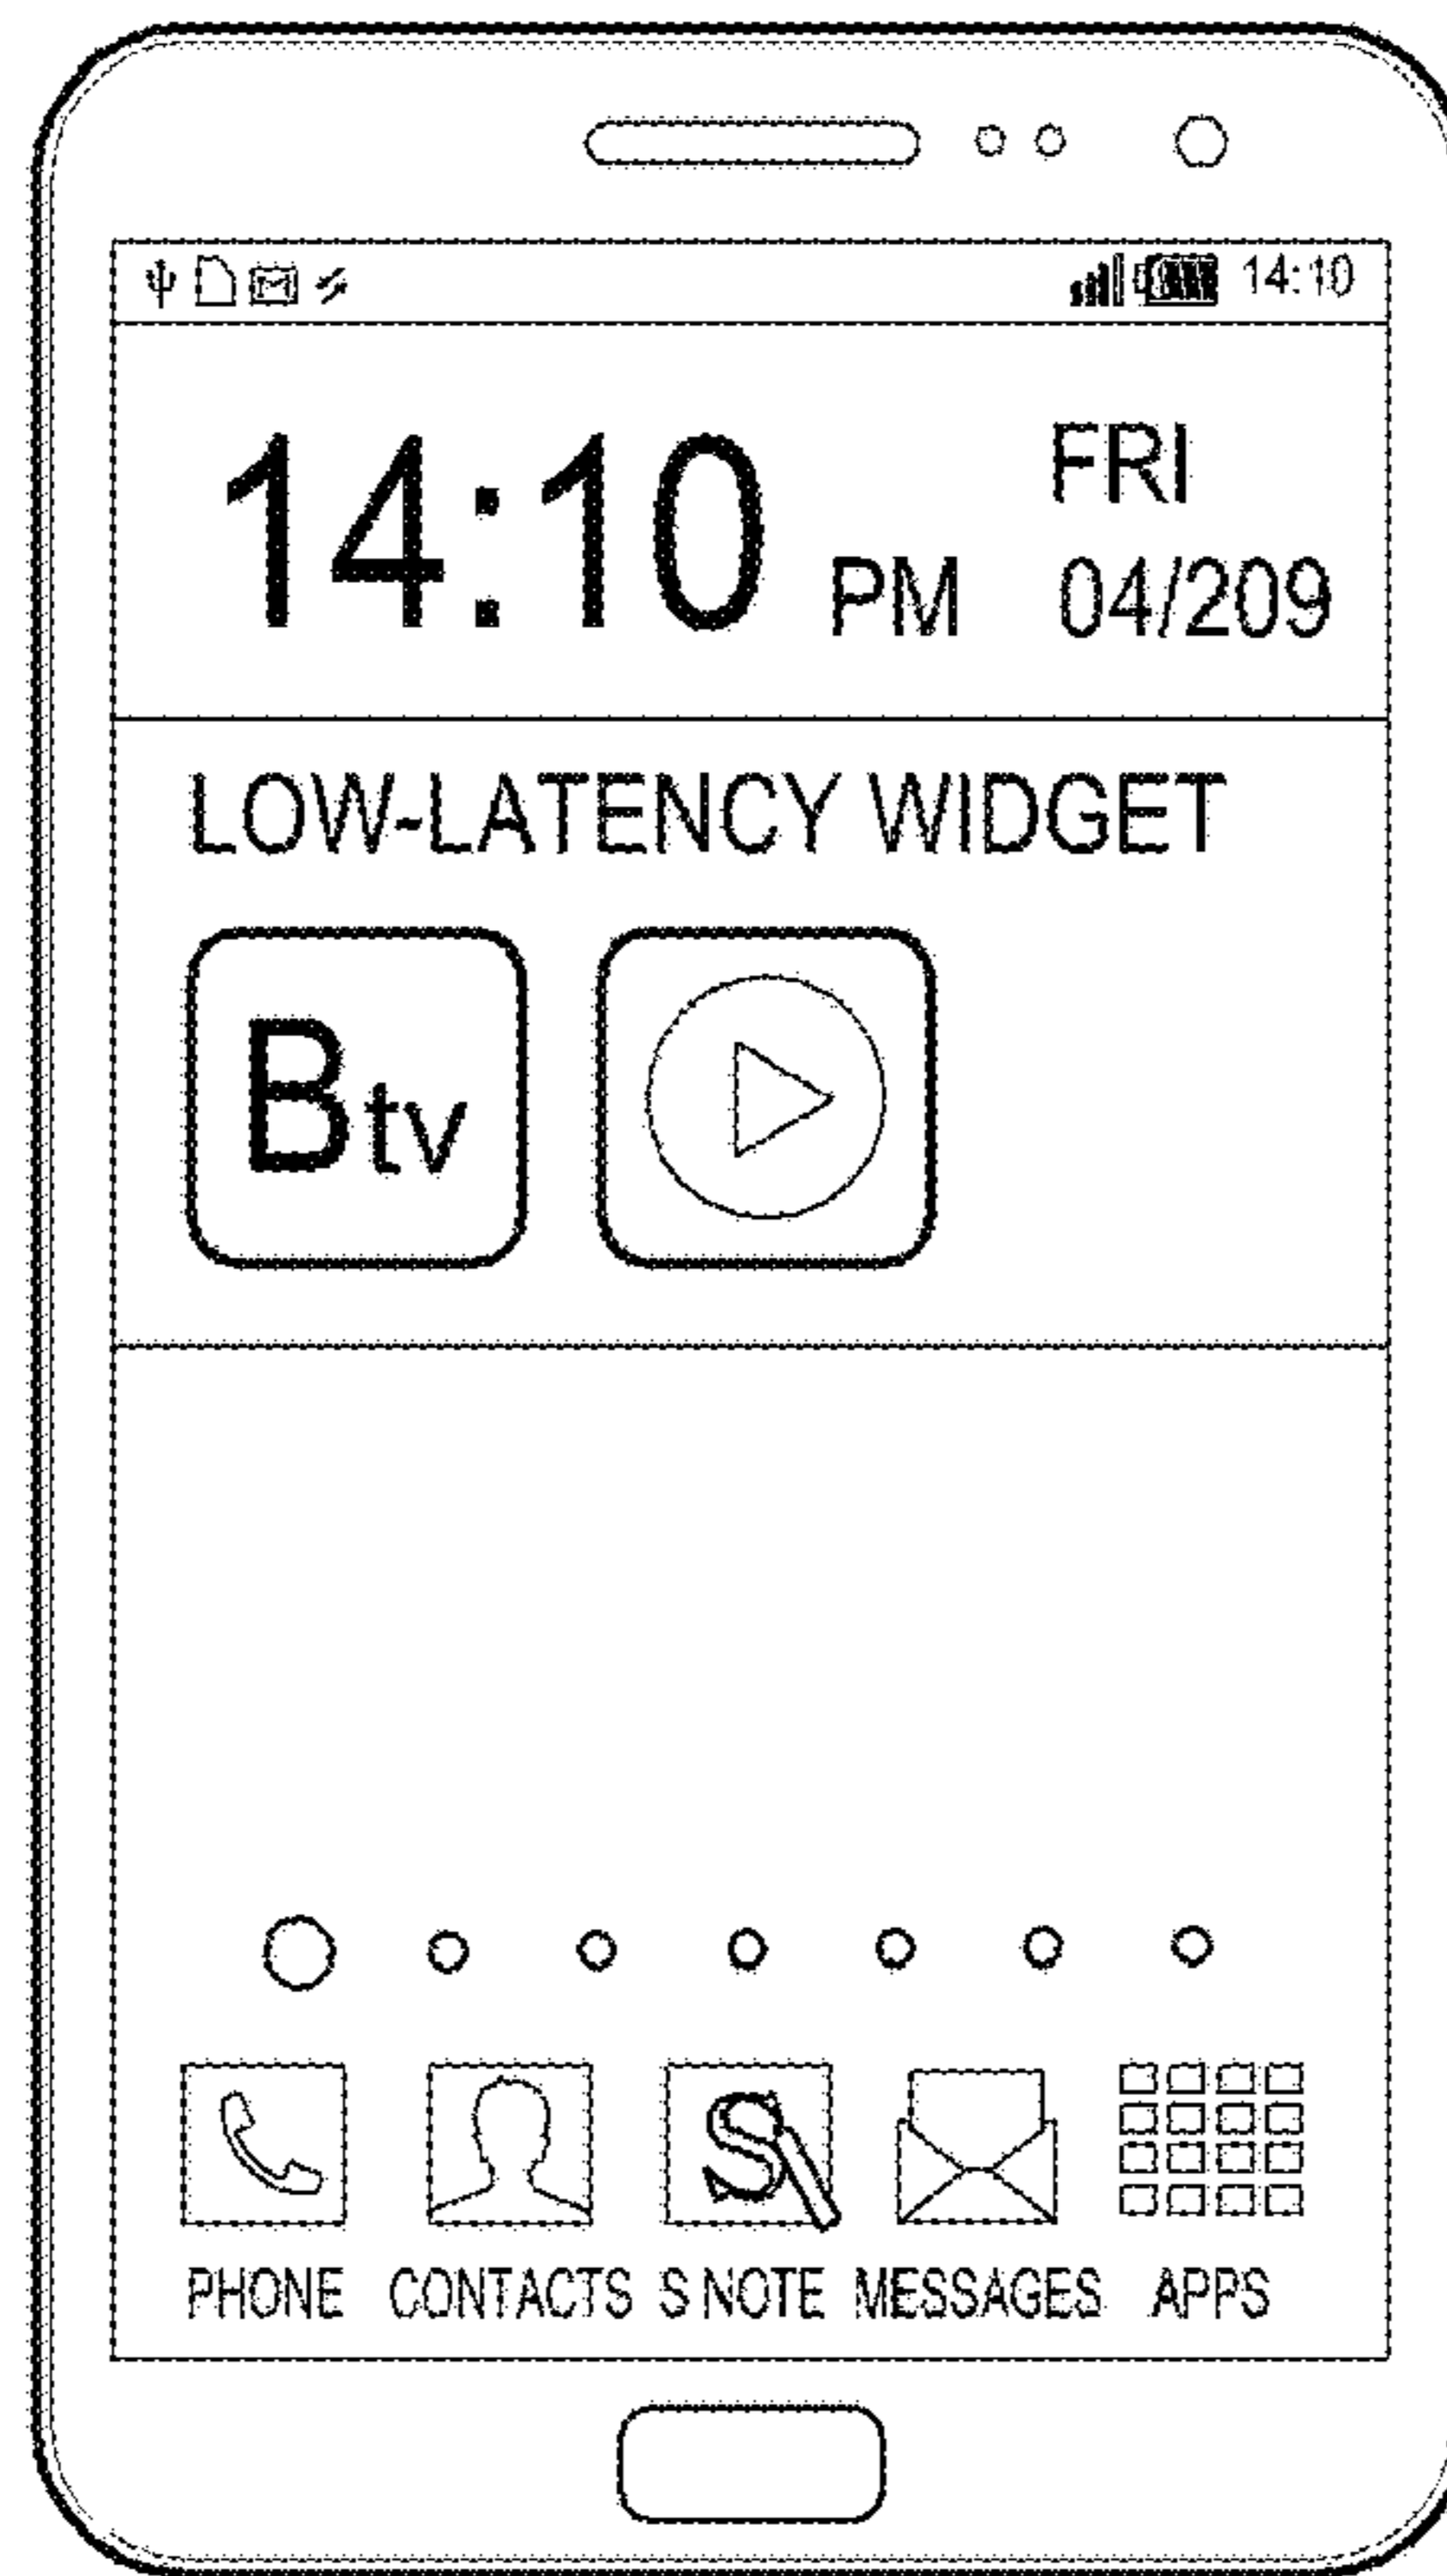 14:10
14:10 PM
FRI
04/209
LOW-LATENCY WIDGET
Btv
PHONE CONTACTS S NOTE MESSAGES APPS